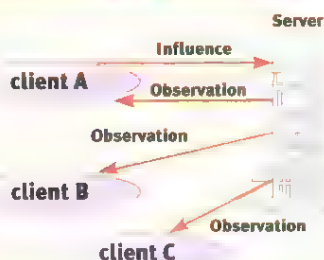 Server
Influence
client A
Observation
Observation
client B
Observation
client C